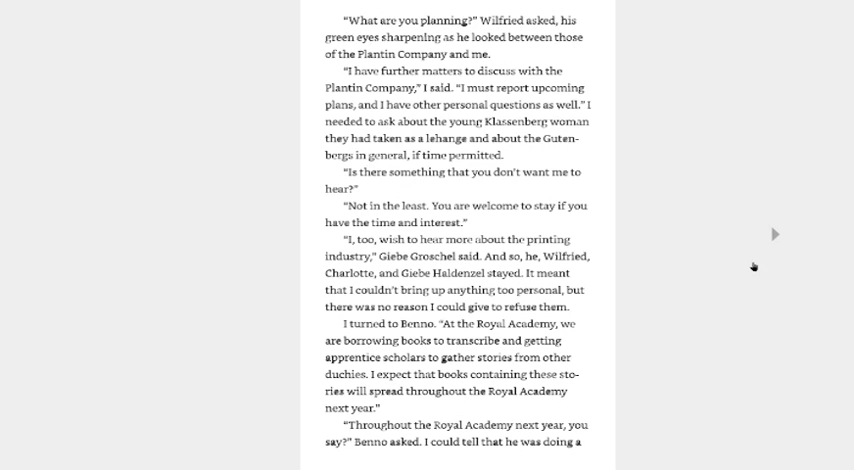 “What are you planning?” Wilfried asked, his
green eyes sharpening as he looked between those
of the Plantin Company and me.
“I have further matters to discuss with the
Plantin Company,” I said. “I must report upcoming
plans, and I have other personal questions as well.” I
needed to ask about the young Klassenberg woman
they had taken as a lehange and about the Guten-
bergs in general, if time permitted.
“Is there something that you don’t want me to
hear?”
“Not in the least. You are welcome to stay if you
have the time and interest.”
“I, too, wish to hear more about the printing
industry,” Giebe Groschel said. And so, he, Wilfried,
Charlotte, and Giebe Haldenzel stayed. It meant
that I couldn’t bring up anything too personal, but
there was no reason I could give to refuse them.
I turned to Benno. “At the Royal Academy, we
are borrowing books to transcribe and getting
apprentice scholars to gather stories from other
duchies. I expect that books containing these sto-
ries will spread throughout the Royal Academy
next year.”
“Throughout the Royal Academy next year, you
say?” Benno asked. I could tell that he was doing a